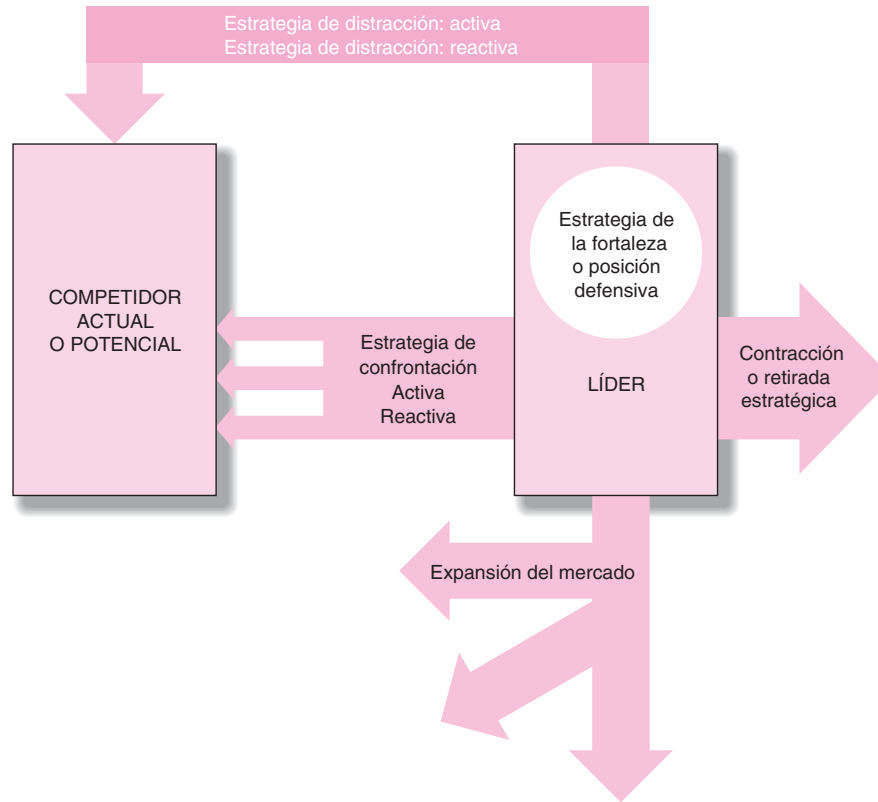 Estrategia de distracción: activa
Estrategia de distracción: reactiva
Estrategia de
la fortaleza
o posición
defensiva
COMPETIDOR
ACTUAL
O POTENCIAL
Estrategia de
confrontación
Activa
Reactiva
LÍDER
Contracción
o retirada
estratégica
Expansión del mercado